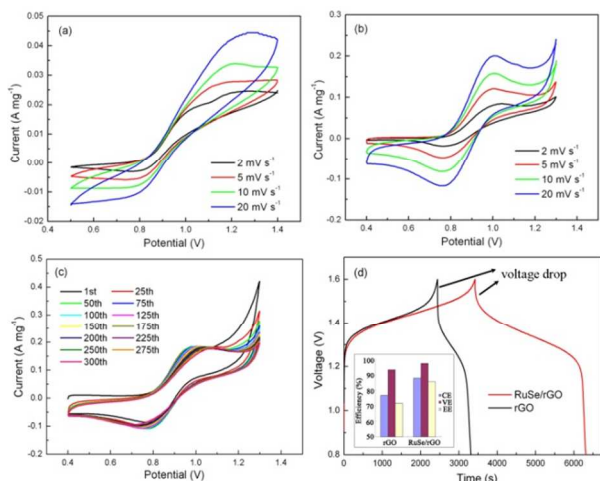 (a)
0.05
0.04
0.03
0.02
0.01
0.00
-0.01
-0.02
Current (A mg⁻¹)
2 mV s⁻¹
5 mV s⁻¹
10 mV s⁻¹
20 mV s⁻¹
0.4 0.6 0.8 1.0 1.2 1.4
Potential (V)
(b)
0.3
0.2
0.1
0.0
-0.1
-0.2
Current (A mg⁻¹)
2 mV s⁻¹
5 mV s⁻¹
10 mV s⁻¹
20 mV s⁻¹
0.4 0.6 0.8 1.0 1.2 1.4
Potential (V)
(c)
0.5
0.4
0.3
0.2
0.1
0.0
-0.1
-0.2
Current (A mg⁻¹)
1st 25th
50th 75th
100th 125th
150th 175th
200th 225th
250th 275th
300th
0.4 0.6 0.8 1.0 1.2 1.4
Potential (V)
(d)
voltage drop
1.6
1.4
1.2
1.0
0.8
Voltage (V)
100
90
80
70
60
50
Efficiency (%)
CE
VE
EE
rGO RuSe/rGO
RuSe/rGO
rGO
0 1000 2000 3000 4000 5000 6000
Time (s)